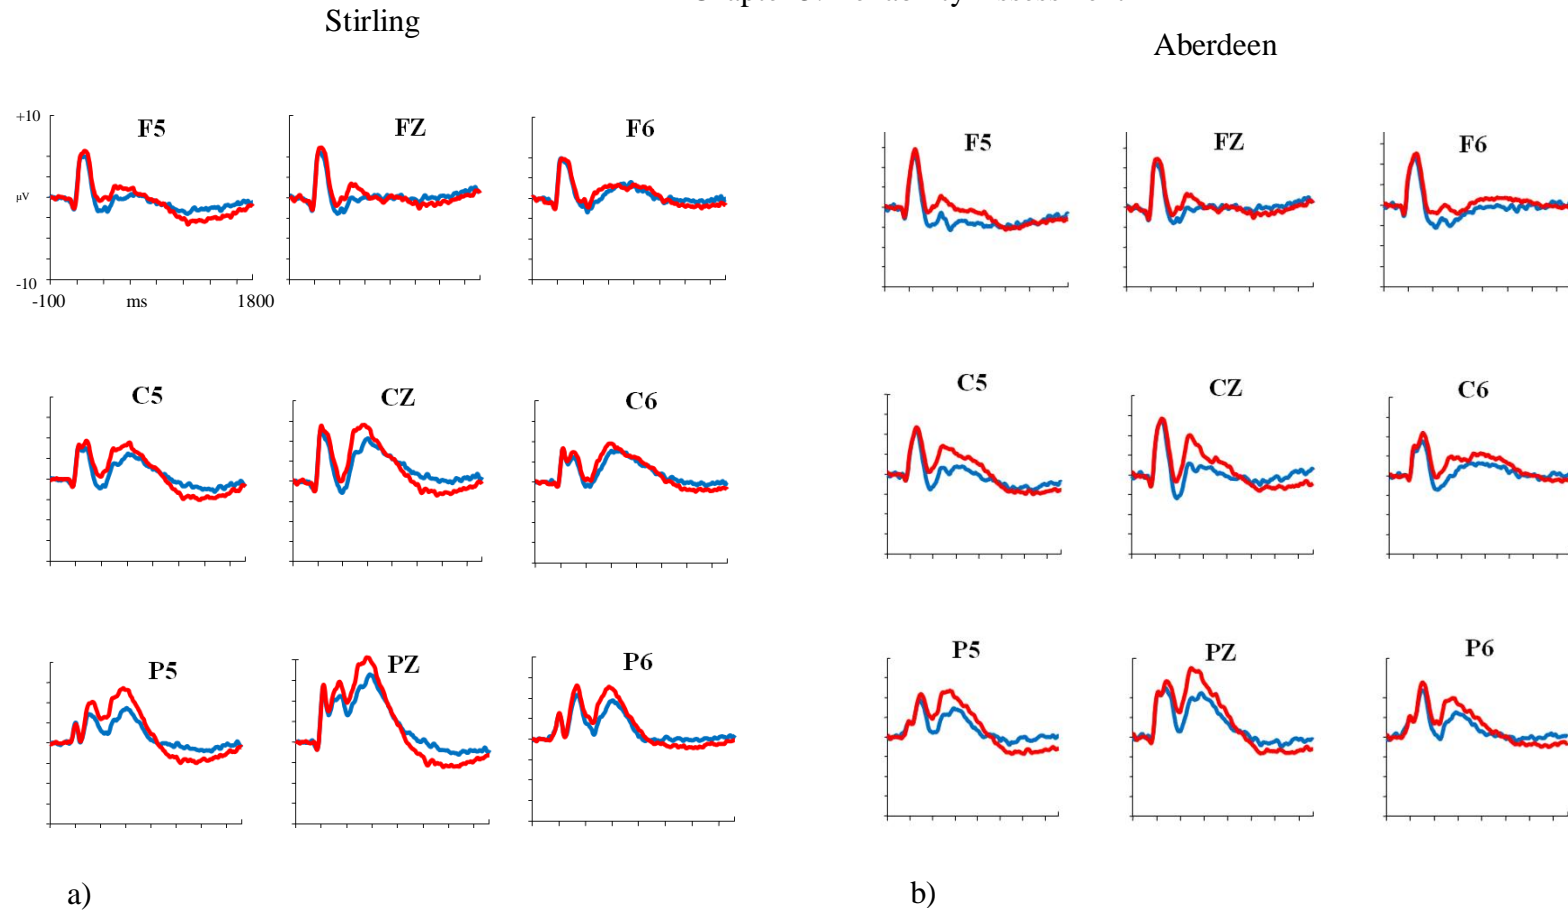 Stirling
Aberdeen
+10
F5
FZ
F6
F5
FZ
F6
µV
-10
-100 ms 1800
C5
CZ
C6
C5
CZ
C6
P5
PZ
P6
P5
PZ
P6
a)
b)